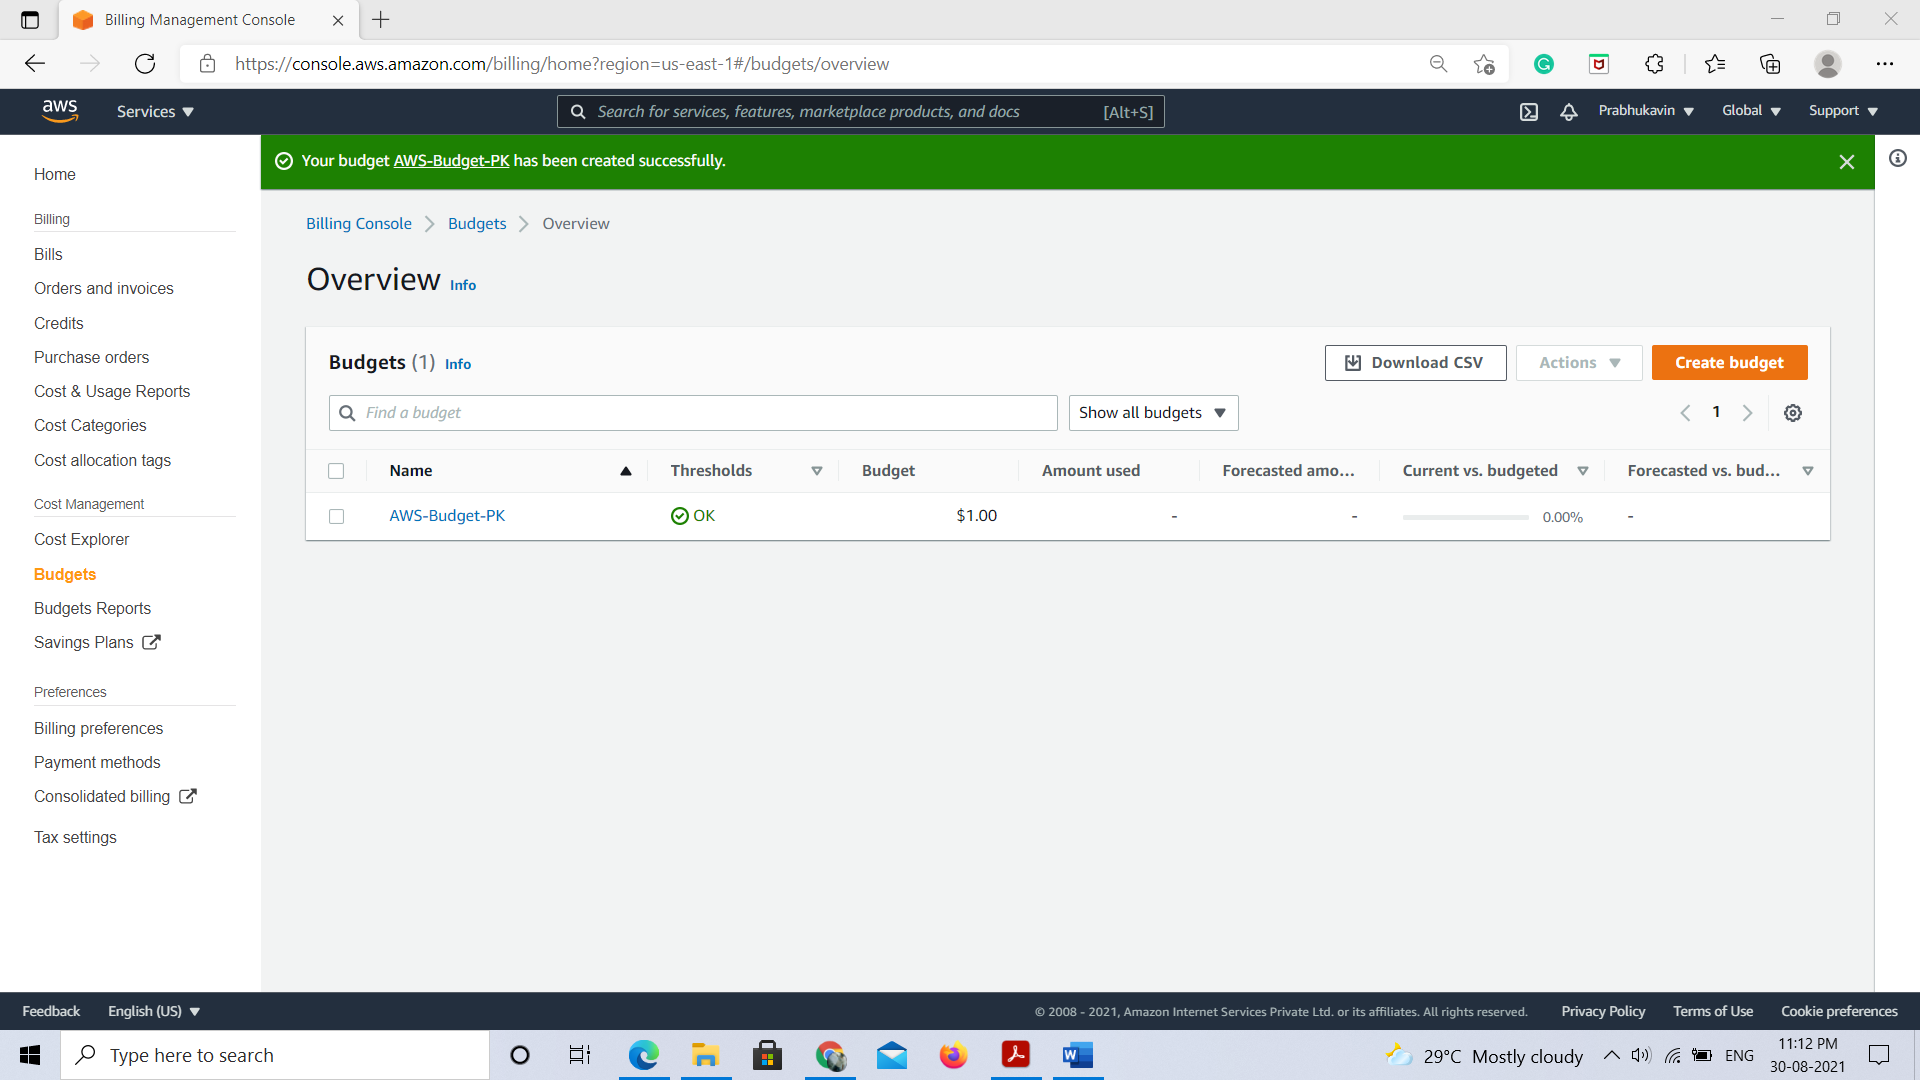 Billing Management Console
https://console.aws.amazon.com/billing/home?region=us-east-1#/budgets/overview
aws
Services
Search for services, features, marketplace products, and docs [Alt+S]
Prabhukavin
Global
Support
Home
Billing
Bills
Orders and invoices
Credits
Purchase orders
Cost & Usage Reports
Cost Categories
Cost allocation tags
Cost Management
Cost Explorer
Budgets
Budgets Reports
Savings Plans
Preferences
Billing preferences
Payment methods
Consolidated billing
Tax settings
Your budget AWS-Budget-PK has been created successfully.
Billing Console Budgets Overview
Overview Info
Budgets (1) Info
Download CSV
Actions
Create budget
Find a budget
Show all budgets
1
Name Thresholds Budget Amount used Forecasted amo... Current vs. budgeted Forecasted vs. bud...
AWS-Budget-PK OK $1.00 - - 0.00% -
Feedback English (US)
© 2008 - 2021, Amazon Internet Services Private Ltd. or its affiliates. All rights reserved. Privacy Policy Terms of Use Cookie preferences
Type here to search
29°C Mostly cloudy
ENG
11:12 PM
30-08-2021